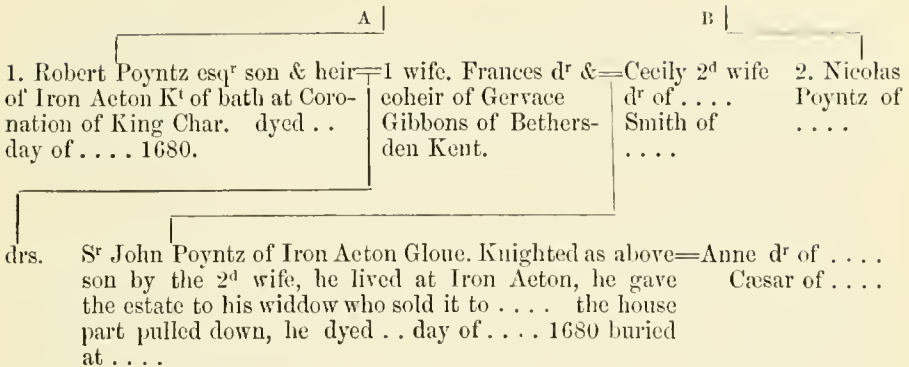 A B
1. Robert Poyntz esqʳ son & heir=1 wife. Frances dʳ &=Cecily 2ᵈ wife 2. Nicolas
of Iron Acton Kᵗ of bath at Coro- coheir of Gervace dʳ of . . . . Poyntz of
nation of King Char. dyed . . Gibbons of Bethers- Smith of . . . .
day of . . . . 1680. den Kent. . . . .
drs. Sʳ John Poyntz of Iron Acton Gloue. Knighted as above=Anne dʳ of . . . .
son by the 2ᵈ wife, he lived at Iron Acton, he gave Cæsar of . . . .
the estate to his widdow who sold it to . . . . the house
part pulled down, he dyed . . day of . . . . 1680 buried
at . . . .